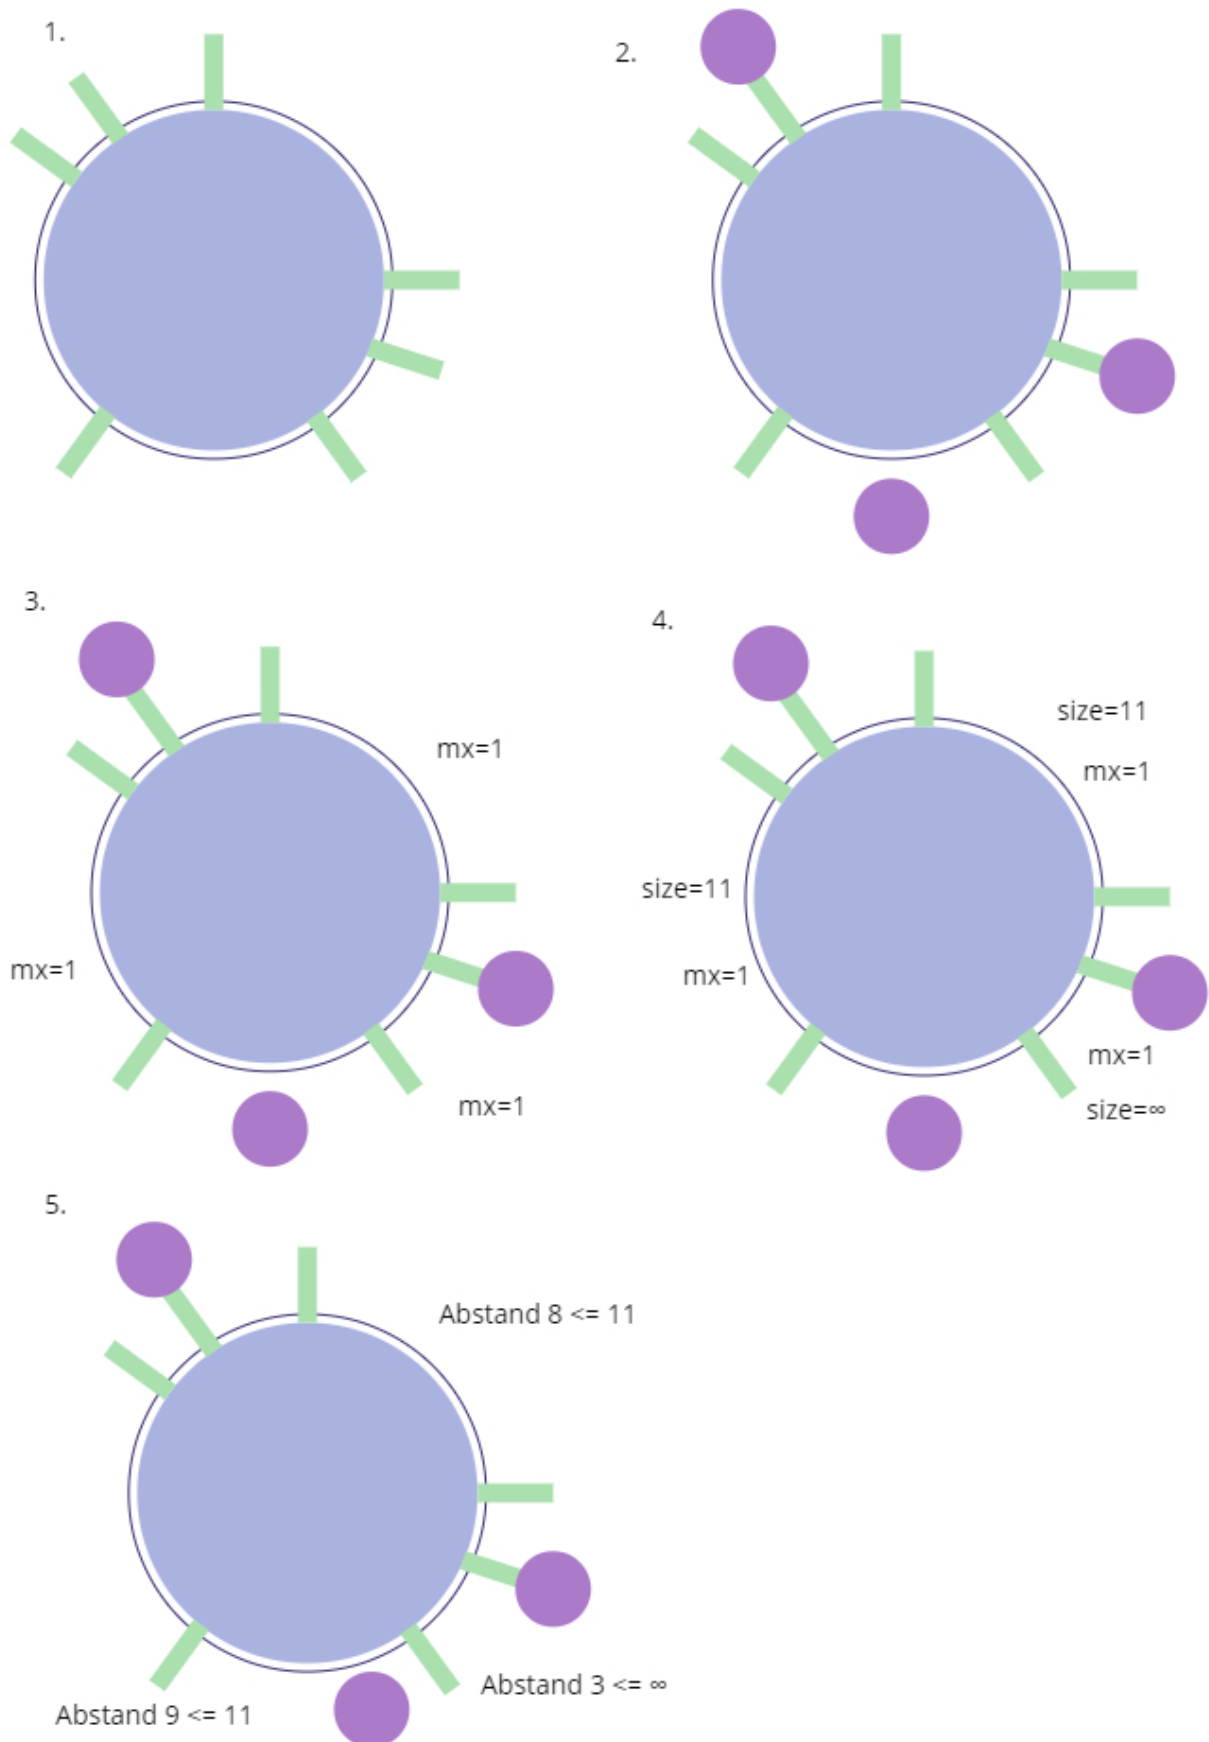 1.
2.
3.
mx=1
mx=1
mx=1
4.
size=11
mx=1
size=11
mx=1
mx=1
size=∞
5.
Abstand 8 <= 11
Abstand 3 <= ∞
Abstand 9 <= 11